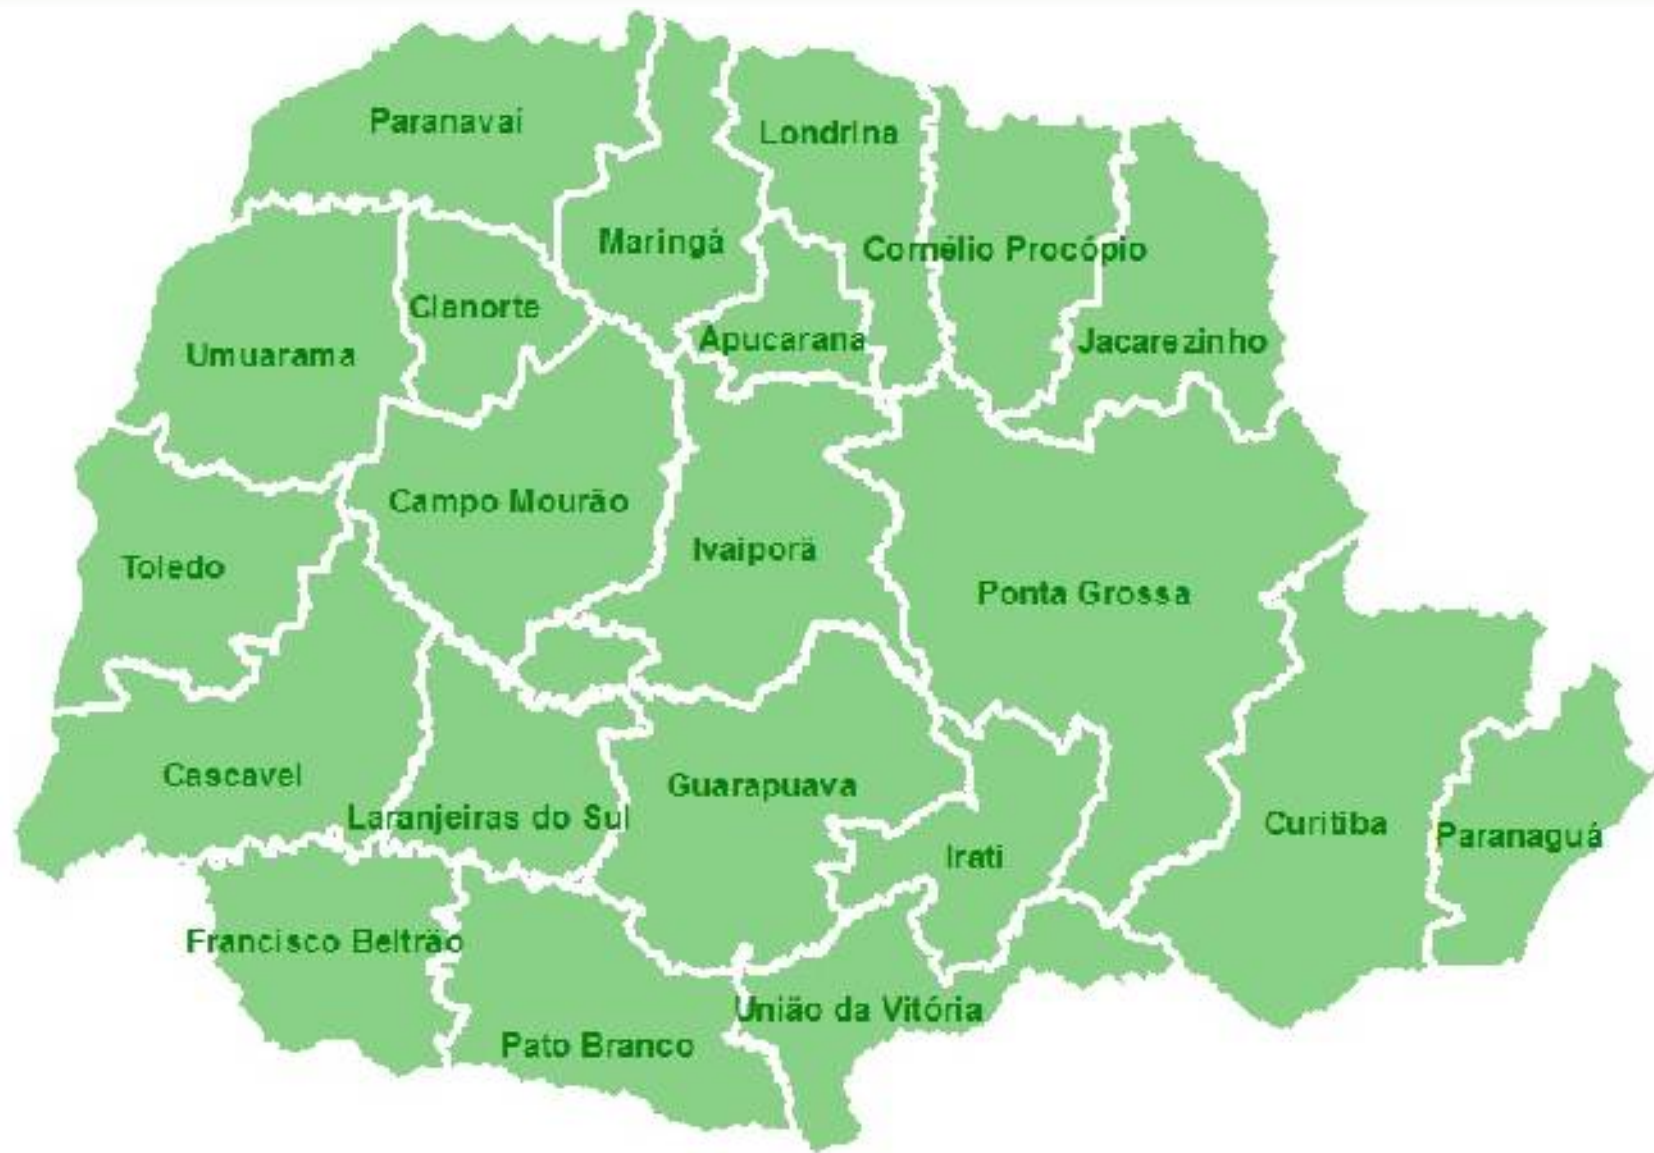 Paranavaí
Londrina
Maringá
Cornélio Procópio
Cianorte
Apucarana
Jacarezinho
Umuarama
Campo Mourão
Ivaiporã
Toledo
Ponta Grossa
Cascavel
Guarapuava
Laranjeiras do Sul
Curitiba
Paranaguá
Irati
Francisco Beltrão
União da Vitória
Pato Branco